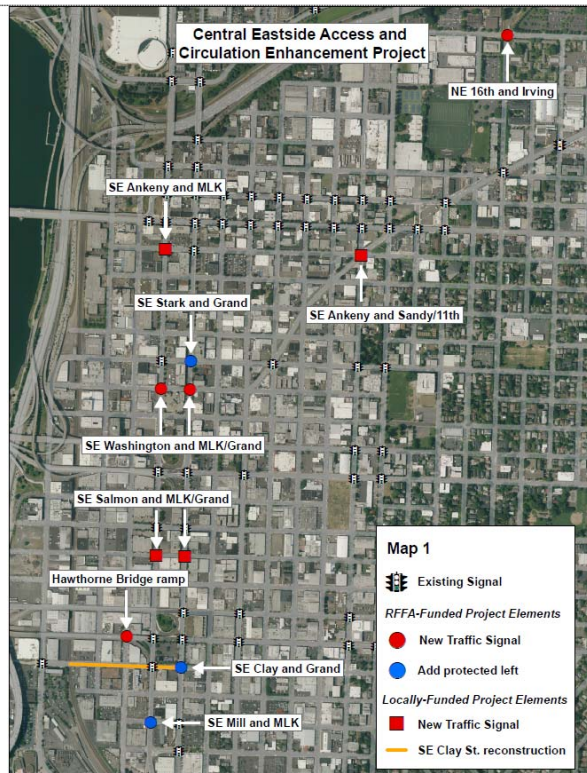 Central Eastside Access and
Circulation Enhancement Project
NE 16th and Irving
SE Ankeny and MLK
SE Stark and Grand
SE Ankeny and Sandy/11th
SE Washington and MLK/Grand
SE Salmon and MLK/Grand
Hawthorne Bridge ramp
SE Clay and Grand
SE Mill and MLK
Map 1
Existing Signal
RFFA-Funded Project Elements
New Traffic Signal
Add protected left
Locally-Funded Project Elements
New Traffic Signal
SE Clay St. reconstruction